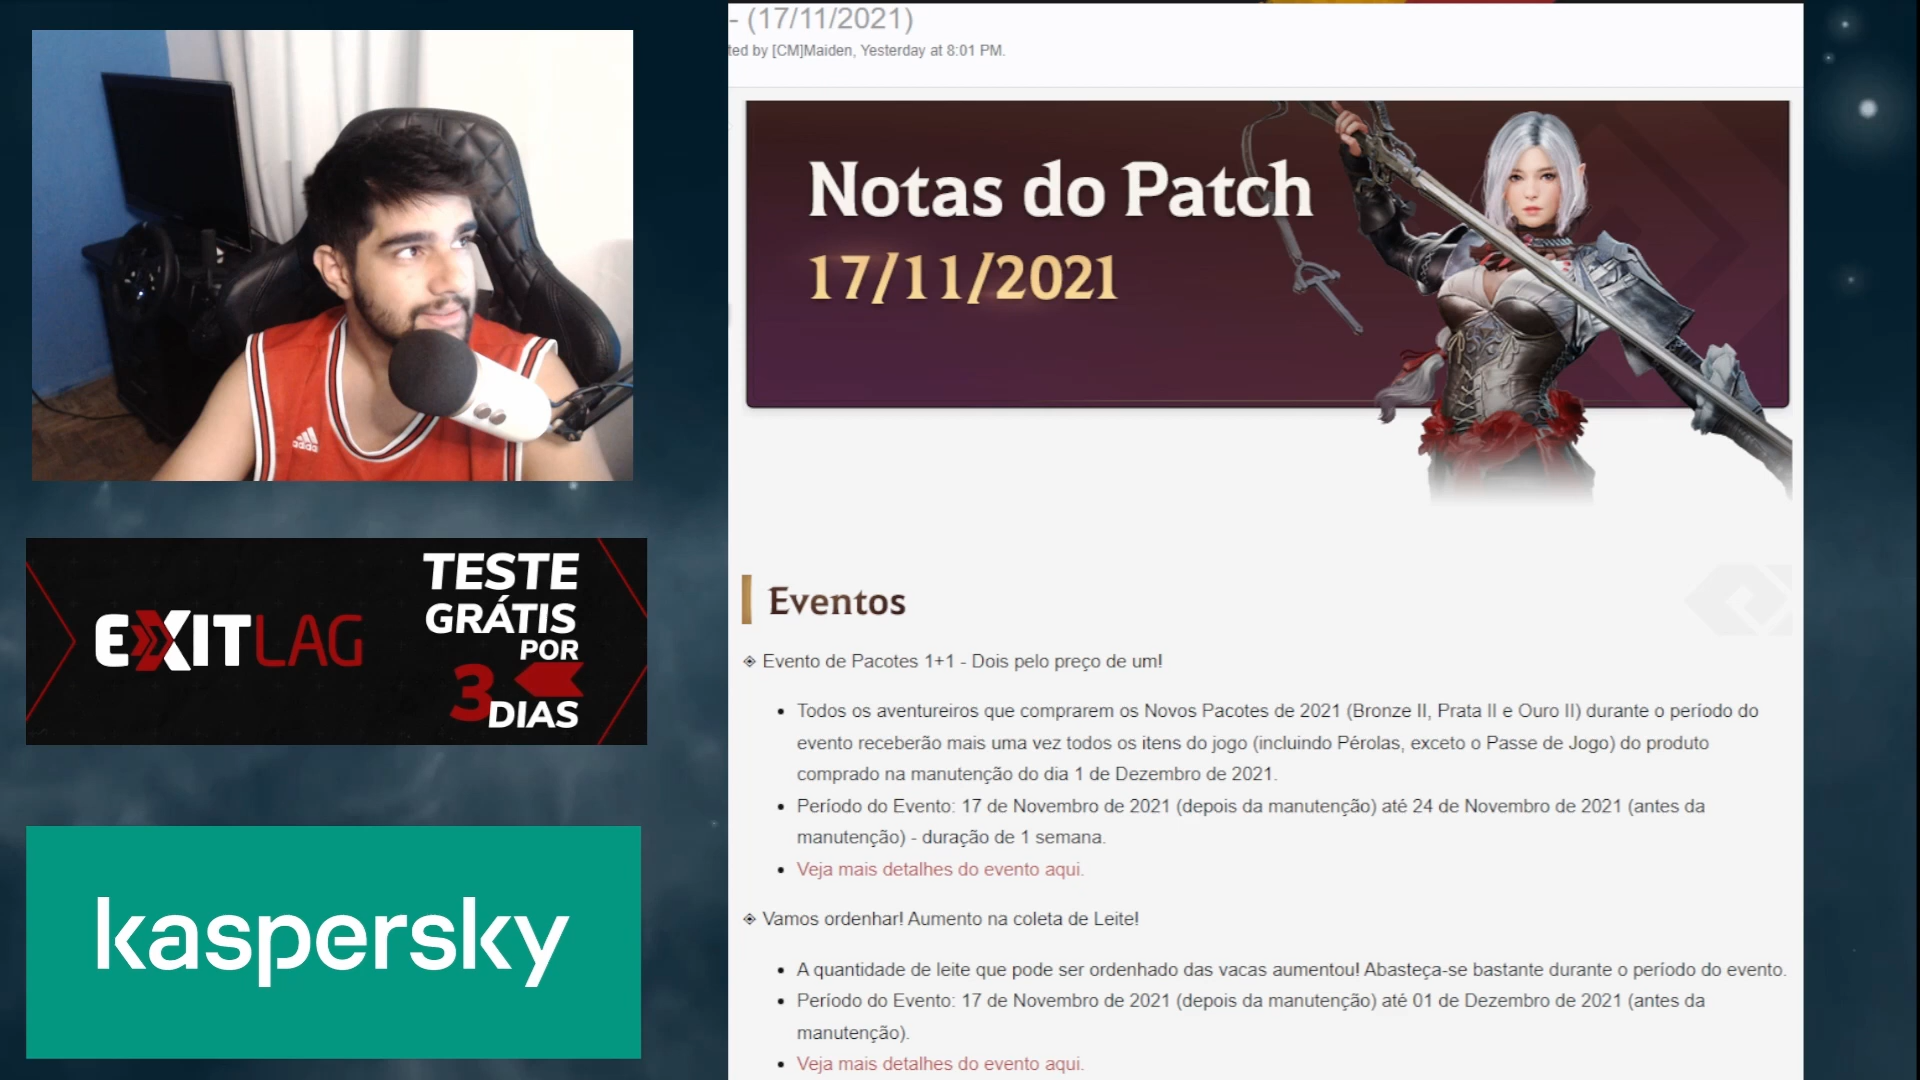 - (17/11/2021)
ted by [CM]Maiden, Yesterday at 8:01 PM.
Notas do Patch
17/11/2021
adidas
EXITLAG
TESTE
GRÁTIS
POR
3
DIAS
kaspersky
Eventos
◈ Evento de Pacotes 1+1 - Dois pelo preço de um!
• Todos os aventureiros que comprarem os Novos Pacotes de 2021 (Bronze II, Prata II e Ouro II) durante o período do
evento receberão mais uma vez todos os itens do jogo (incluindo Pérolas, exceto o Passe de Jogo) do produto
comprado na manutenção do dia 1 de Dezembro de 2021.
• Período do Evento: 17 de Novembro de 2021 (depois da manutenção) até 24 de Novembro de 2021 (antes da
manutenção) - duração de 1 semana.
• Veja mais detalhes do evento aqui.
◈ Vamos ordenhar! Aumento na coleta de Leite!
• A quantidade de leite que pode ser ordenhado das vacas aumentou! Abasteça-se bastante durante o período do evento.
• Período do Evento: 17 de Novembro de 2021 (depois da manutenção) até 01 de Dezembro de 2021 (antes da
manutenção).
• Veja mais detalhes do evento aqui.